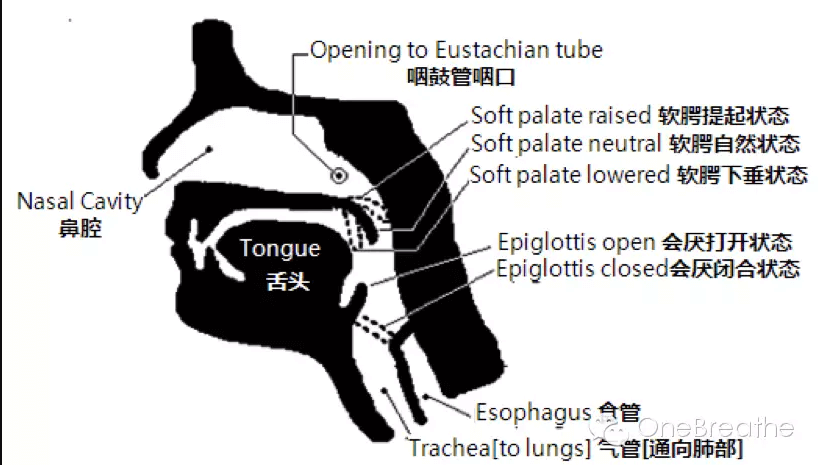 Opening to Eustachian tube
咽鼓管咽口
Soft palate raised 软腭提起状态
Soft palate neutral 软腭自然状态
Soft palate lowered 软腭下垂状态
Nasal Cavity
鼻腔
Tongue
舌头
Epiglottis open 会厌打开状态
Epiglottis closed会厌闭合状态
Esophagus 食管
OneBreathe
Trachea[to lungs] 气管[通向肺部]